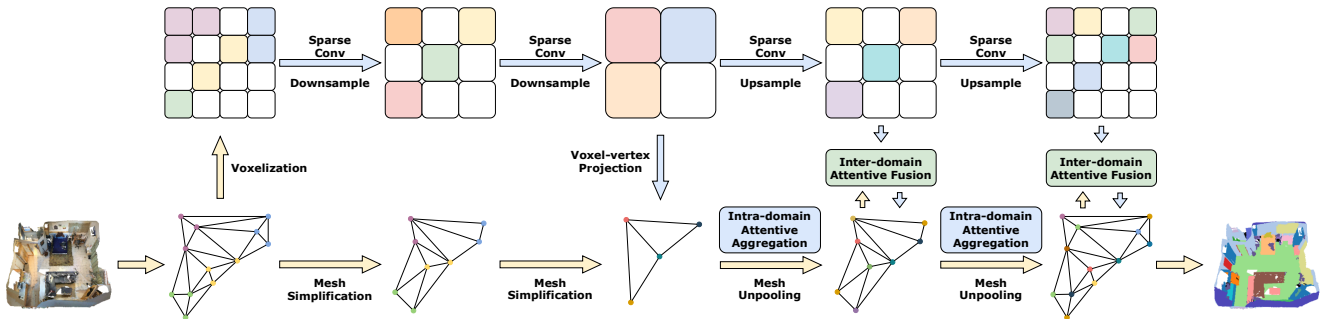 Sparse
Conv
Downsample
Sparse
Conv
Downsample
Sparse
Conv
Upsample
Sparse
Conv
Upsample
Voxelization
Voxel-vertex
Projection
Inter-domain
Attentive Fusion
Inter-domain
Attentive Fusion
Mesh
Simplification
Mesh
Simplification
Intra-domain
Attentive
Aggregation
Mesh
Unpooling
Intra-domain
Attentive
Aggregation
Mesh
Unpooling